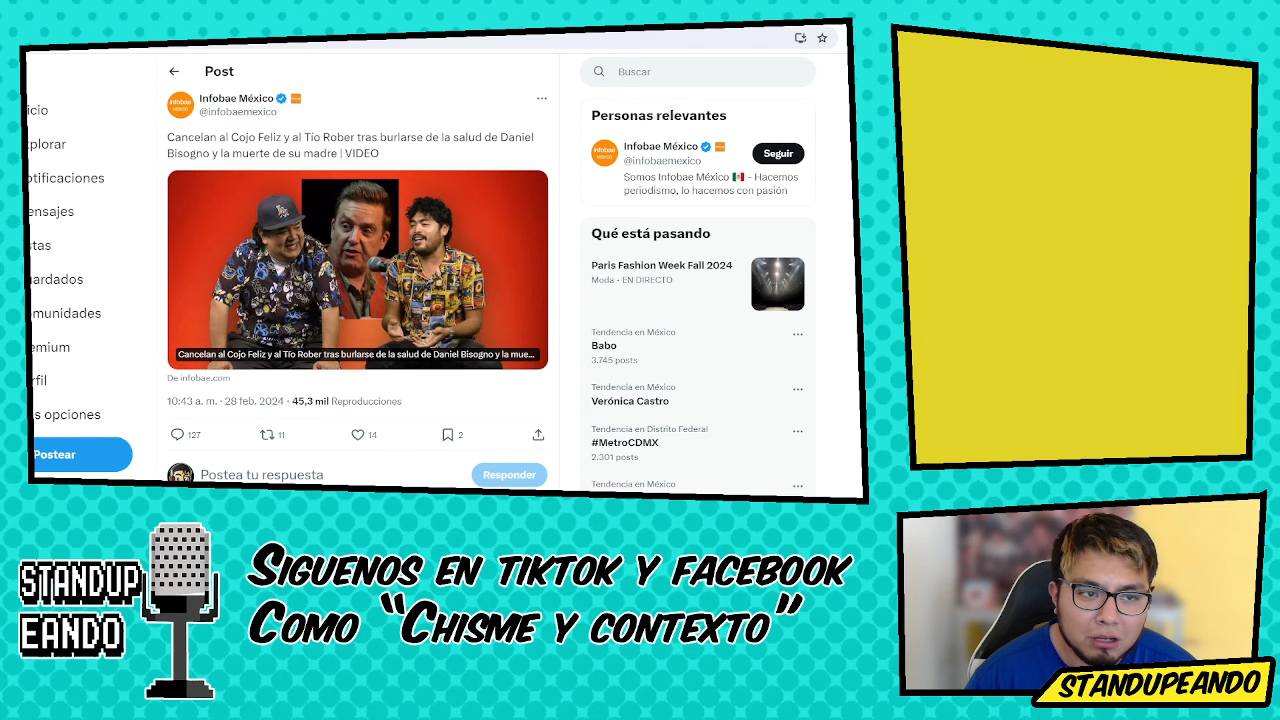 Post
Infobae México
@infobaemexico
Cancelan al Cojo Feliz y al Tío Rober tras burlarse de la salud de Daniel
Bisogno y la muerte de su madre | VIDEO
Cancelan al Cojo Feliz y al Tío Rober tras burlarse de la salud de Daniel Bisogno y la mue...
De infobae.com
10:43 a. m. · 28 feb. 2024 · 45,3 mil Reproducciones
127
11
14
2
Postea tu respuesta
Responder
icio
xplorar
otificaciones
ensajes
stas
uardados
omunidades
remium
erfil
s opciones
Postear
Buscar
Personas relevantes
infobae
MÉXICO
Infobae México
@infobaemexico
Seguir
Somos Infobae México - Hacemos
periodismo, lo hacemos con pasión
Qué está pasando
Paris Fashion Week Fall 2024
Moda · EN DIRECTO
Tendencia en México
Babo
3.745 posts
Tendencia en México
Verónica Castro
Tendencia en Distrito Federal
#MetroCDMX
2.301 posts
Tendencia en México
STANDUP
EANDO
SIGUENOS EN TIKTOK Y FACEBOOK
COMO “CHISME Y CONTEXTO”
STANDUPEANDO